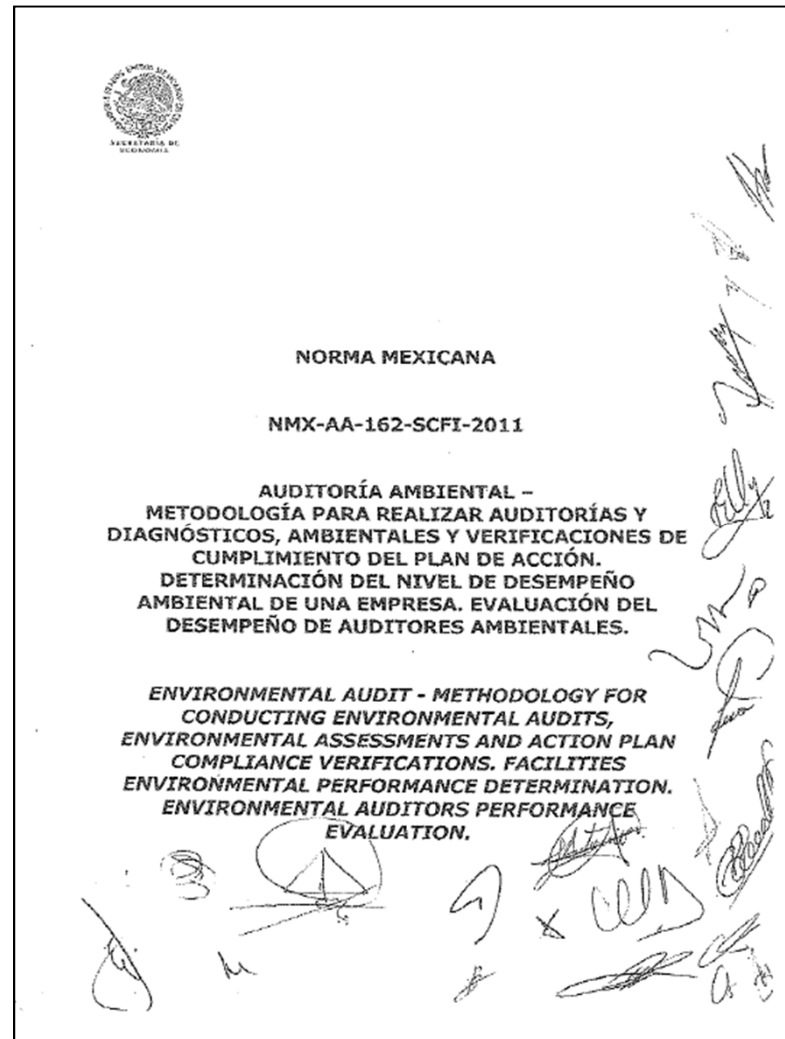 SECRETARÍA DE
ECONOMÍA
NORMA MEXICANA
NMX-AA-162-SCFI-2011
AUDITORÍA AMBIENTAL –
METODOLOGÍA PARA REALIZAR AUDITORÍAS Y
DIAGNÓSTICOS, AMBIENTALES Y VERIFICACIONES DE
CUMPLIMIENTO DEL PLAN DE ACCIÓN.
DETERMINACIÓN DEL NIVEL DE DESEMPEÑO
AMBIENTAL DE UNA EMPRESA. EVALUACIÓN DEL
DESEMPEÑO DE AUDITORES AMBIENTALES.
ENVIRONMENTAL AUDIT - METHODOLOGY FOR
CONDUCTING ENVIRONMENTAL AUDITS,
ENVIRONMENTAL ASSESSMENTS AND ACTION PLAN
COMPLIANCE VERIFICATIONS. FACILITIES
ENVIRONMENTAL PERFORMANCE DETERMINATION.
ENVIRONMENTAL AUDITORS PERFORMANCE
EVALUATION.